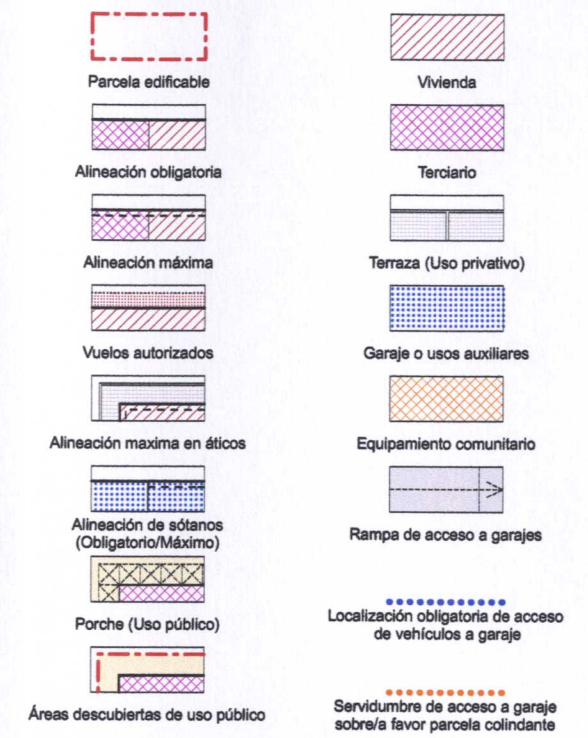 Parcela edificable
Alineación obligatoria
Alineación máxima
Vuelos autorizados
Alineación maxima en áticos
Alineación de sótanos
(Obligatorio/Máximo)
Porche (Uso público)
Áreas descubiertas de uso público
Vivienda
Terciario
Terraza (Uso privativo)
Garaje o usos auxiliares
Equipamiento comunitario
Rampa de acceso a garajes
Localización obligatoria de acceso
de vehículos a garaje
Servidumbre de acceso a garaje
sobre/a favor parcela colindante